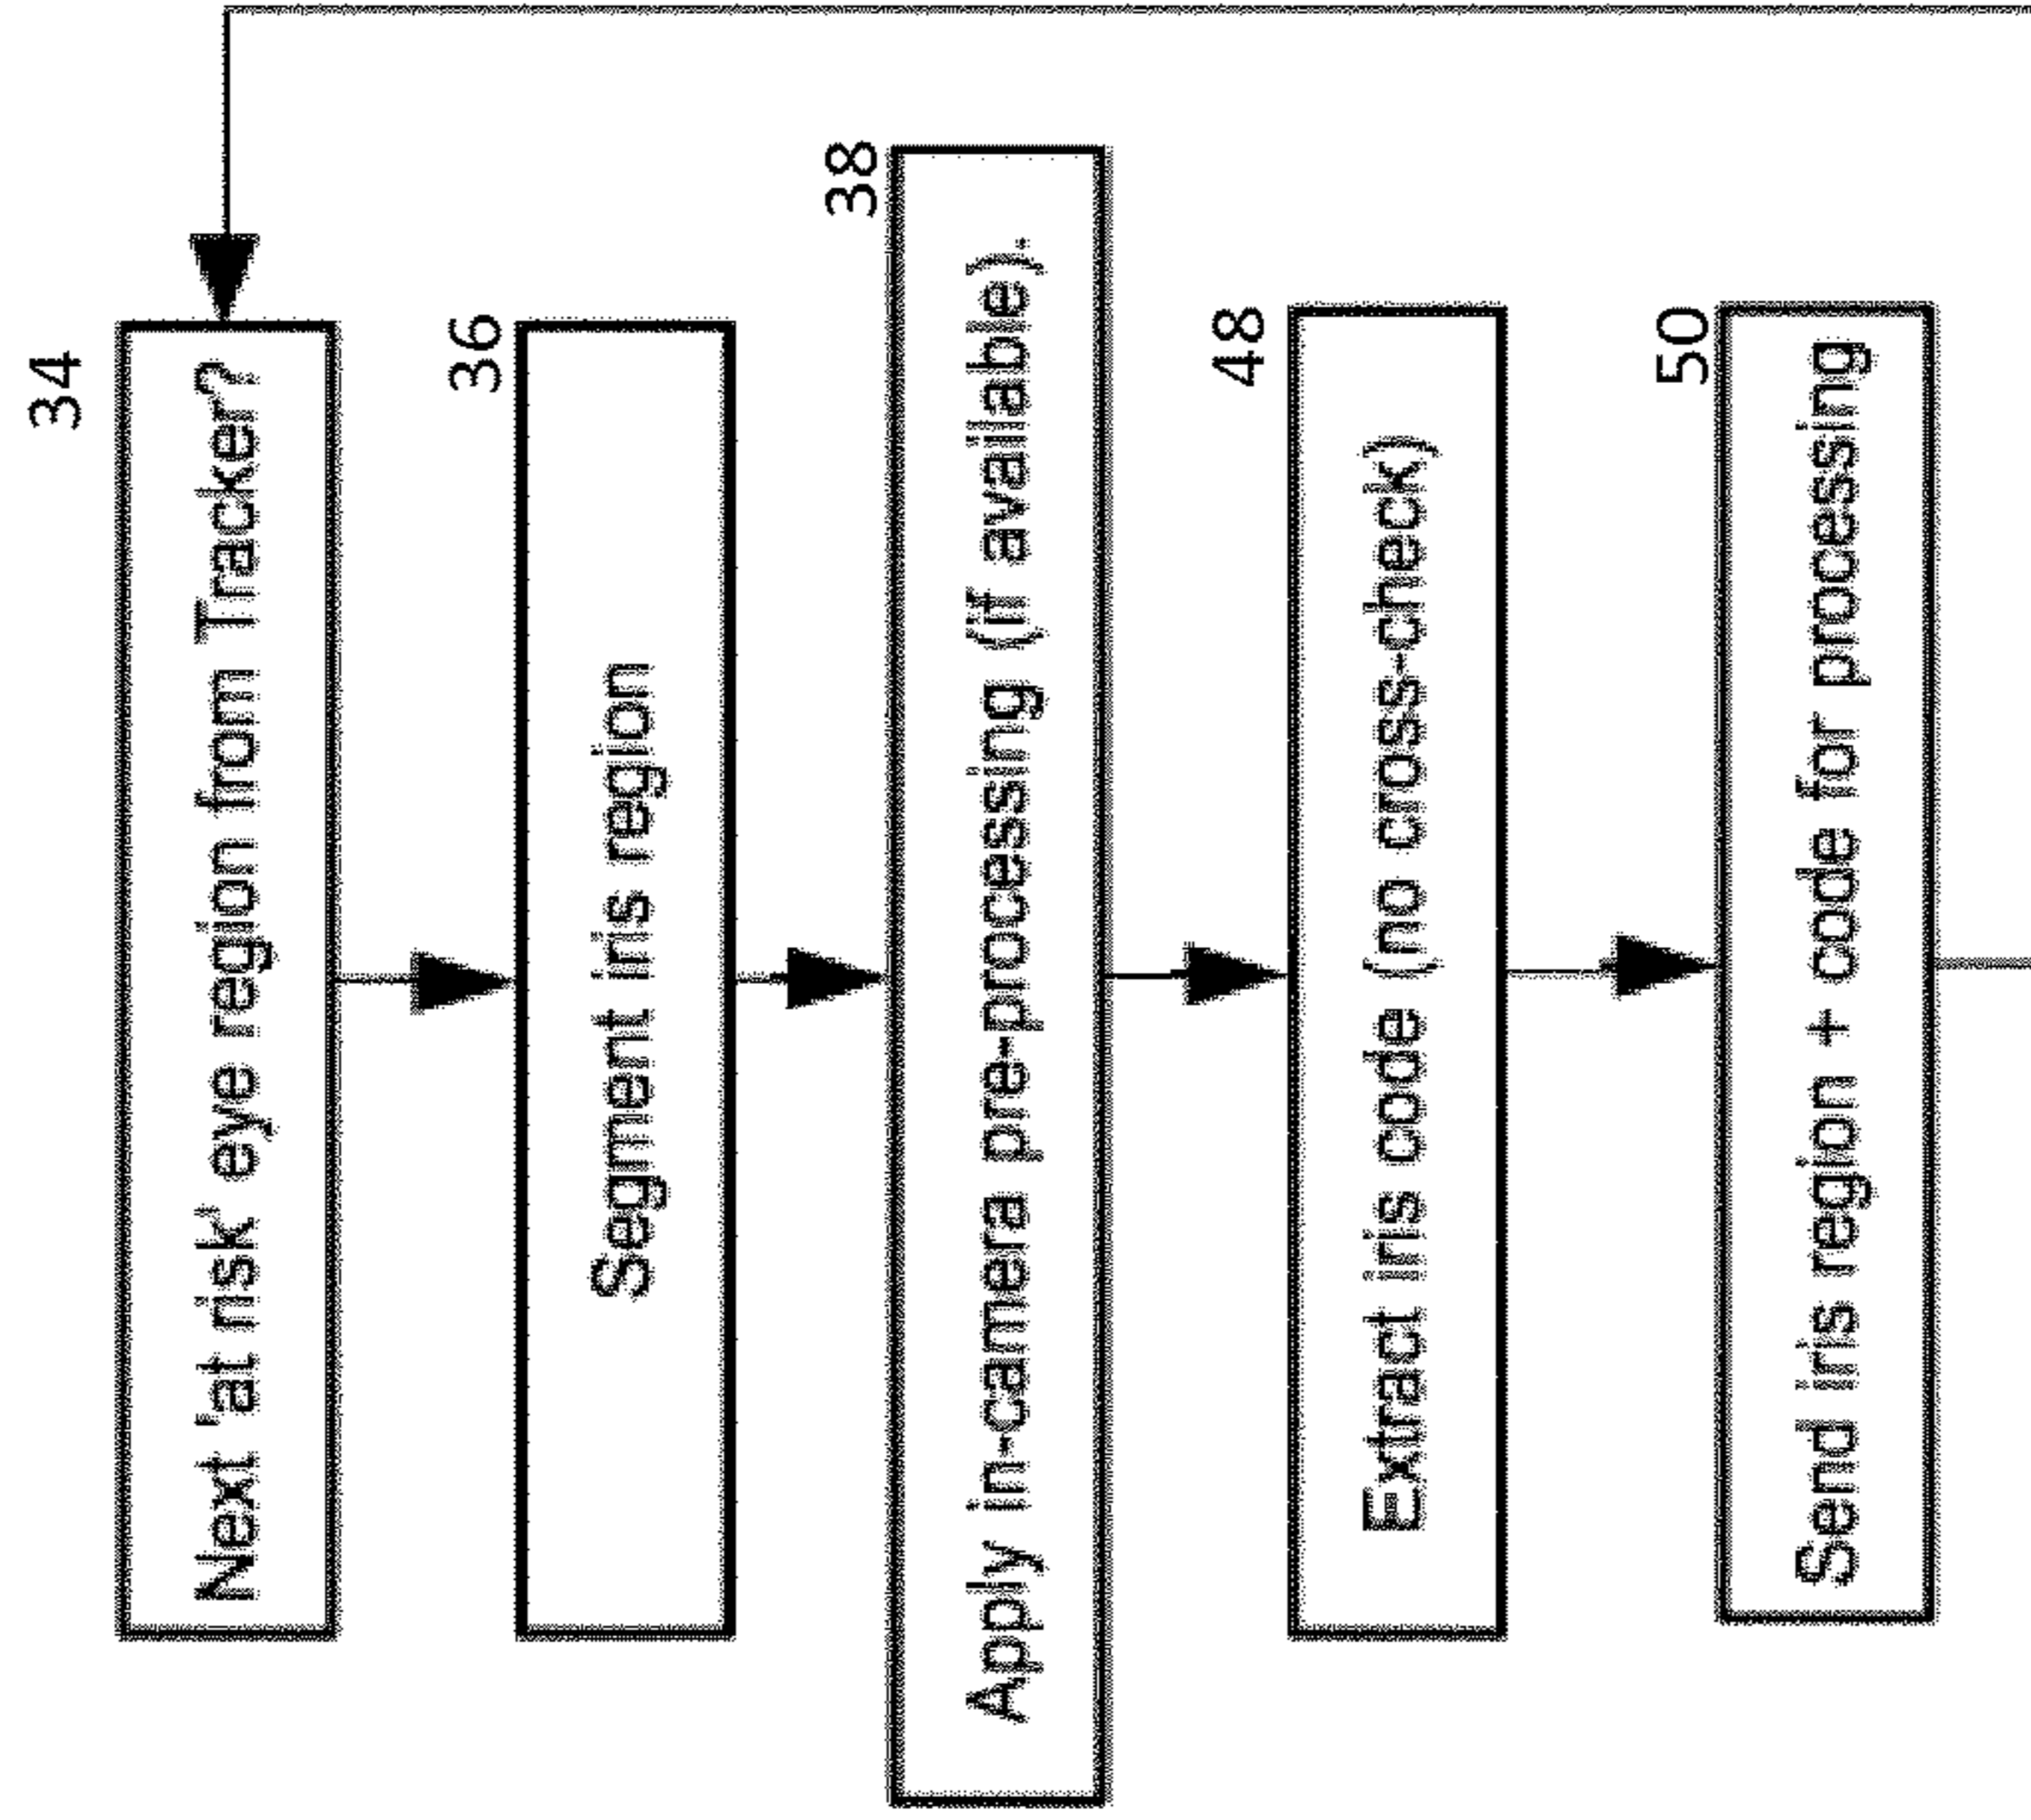 34
Next 'at risk' eye region from Tracker?
36
Segment iris region
38
Apply in-camera pre-processing (if available).
48
Extract iris code (no cross-check)
50
Send iris region + code for processing